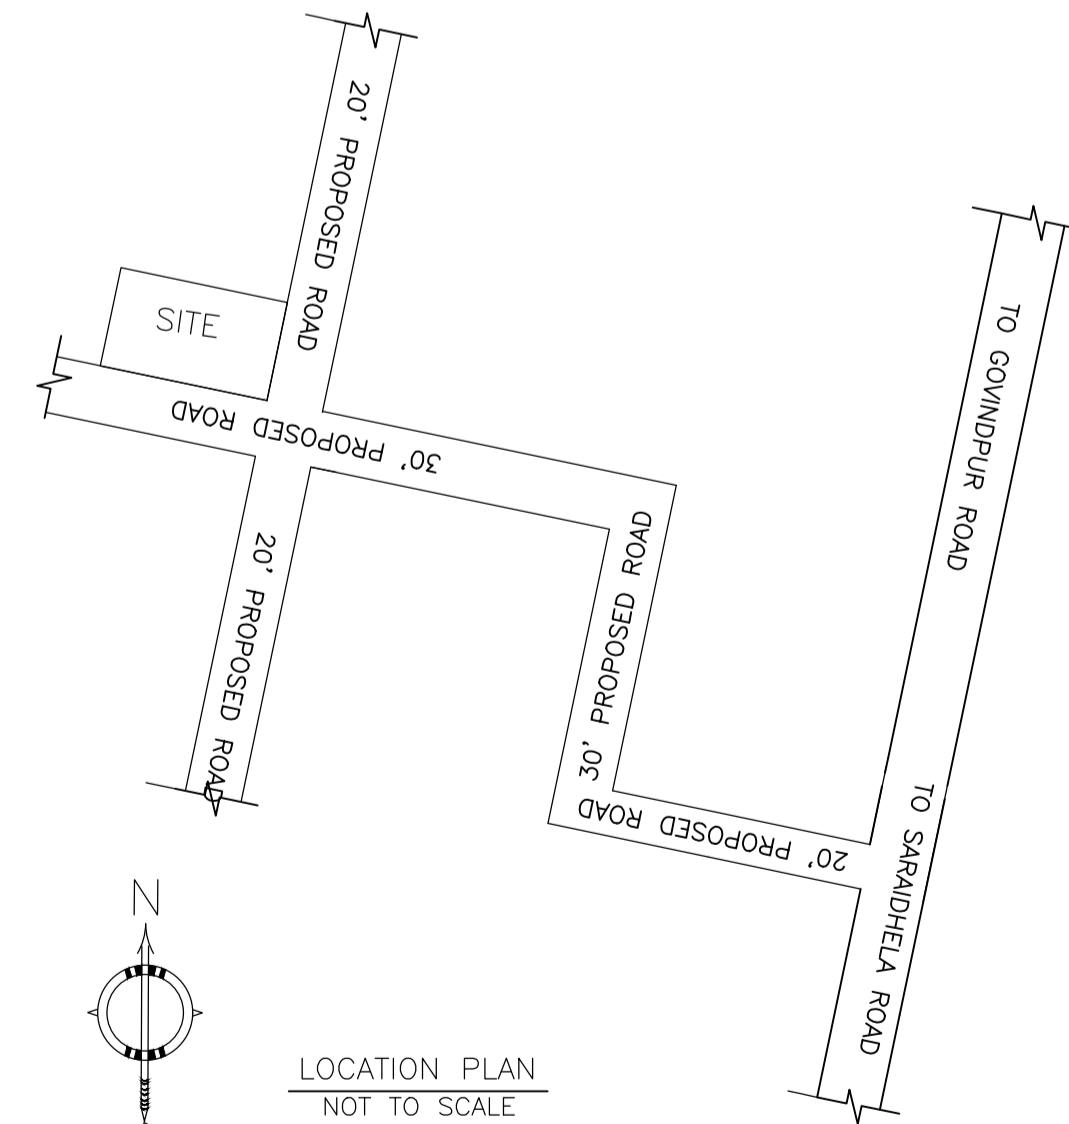 20' PROPOSED ROAD
SITE
30' PROPOSED ROAD
TO GOVINDPUR ROAD
20' PROPOSED ROAD
30' PROPOSED ROAD
20' PROPOSED ROAD
TO SARAIDHELA ROAD
N
LOCATION PLAN
NOT TO SCALE